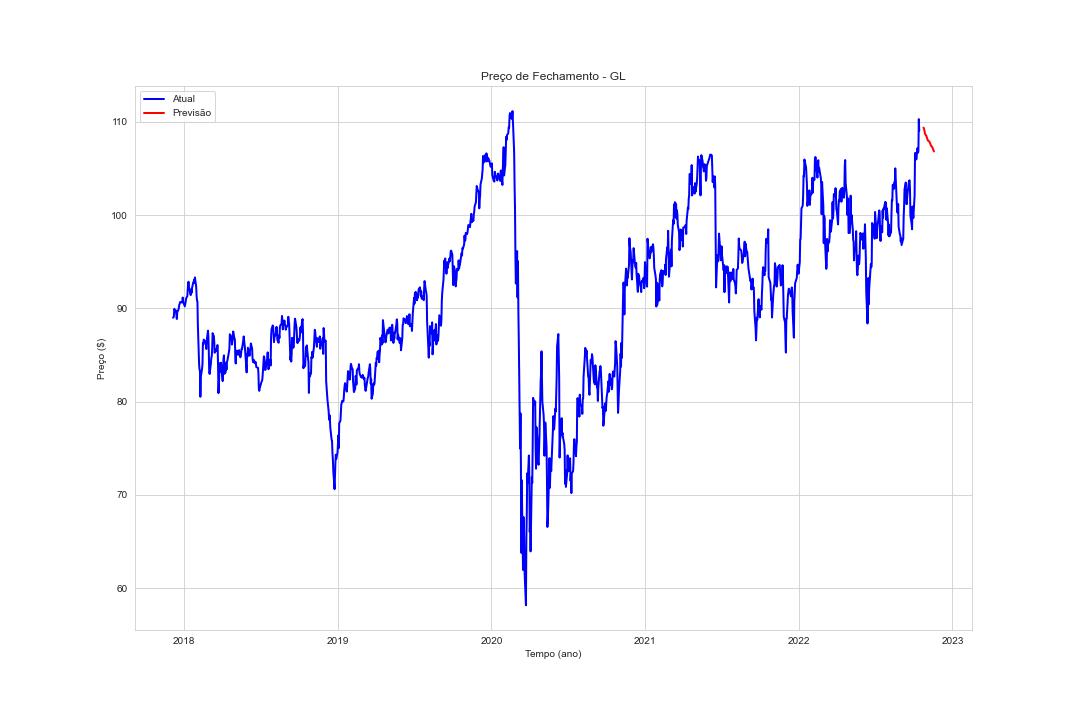 Preço de Fechamento - GL
Atual
Previsão
Preço ($)
110
100
90
80
70
60
2018 2019 2020 2021 2022 2023
Tempo (ano)